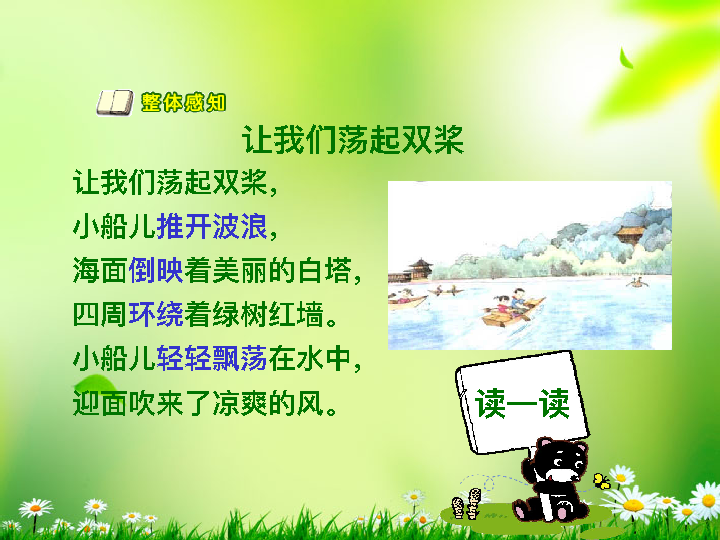 整体感知
让我们荡起双桨
让我们荡起双桨，
小船儿推开波浪，
海面倒映着美丽的白塔，
四周环绕着绿树红墙。
小船儿轻轻飘荡在水中，
迎面吹来了凉爽的风。
读一读